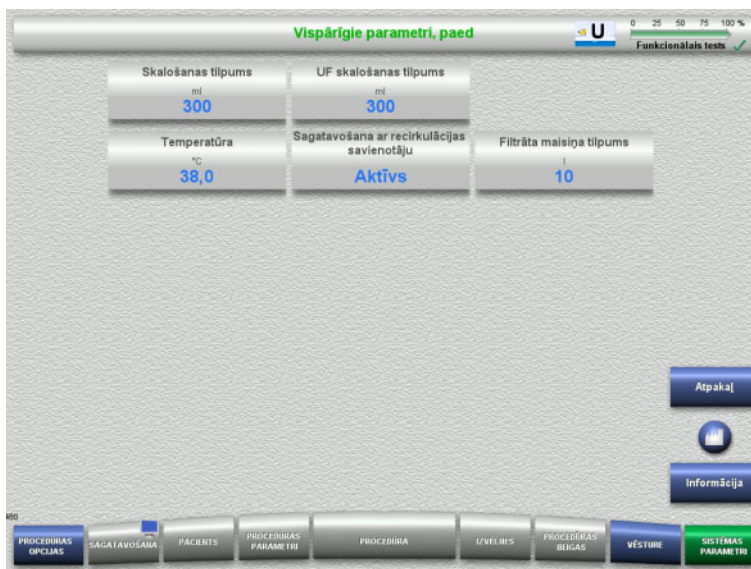 Vispārīgie parametri, paed
U
0 25 50 75 100 %
Funkcionālais tests
Skalošanas tilpums
ml
300
UF skalošanas tilpums
ml
300
Temperatūra
°C
38,0
Sagatavošana ar recirkulācijas
savienotāju
Aktīvs
Filtrāta maisiņa tilpums
l
10
Atpakaļ
Informācija
480
PROCEDŪRAS
OPCIJAS
SAGATAVOŠANA
PACIENTS
PROCEDŪRAS
PARAMETRI
PROCEDŪRA
IZVĒLNES
PROCEDŪRAS
BEIGAS
VĒSTURE
SISTĒMAS
PARAMETRI